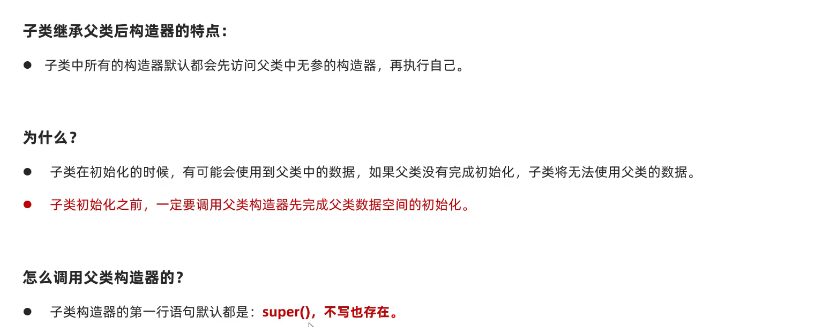 子类继承父类后构造器的特点：
● 子类中所有的构造器默认都会先访问父类中无参的构造器，再执行自己。
为什么？
● 子类在初始化的时候，有可能会使用到父类中的数据，如果父类没有完成初始化，子类将无法使用父类的数据。
● 子类初始化之前，一定要调用父类构造器先完成父类数据空间的初始化。
怎么调用父类构造器的？
● 子类构造器的第一行语句默认都是：super()，不写也存在。